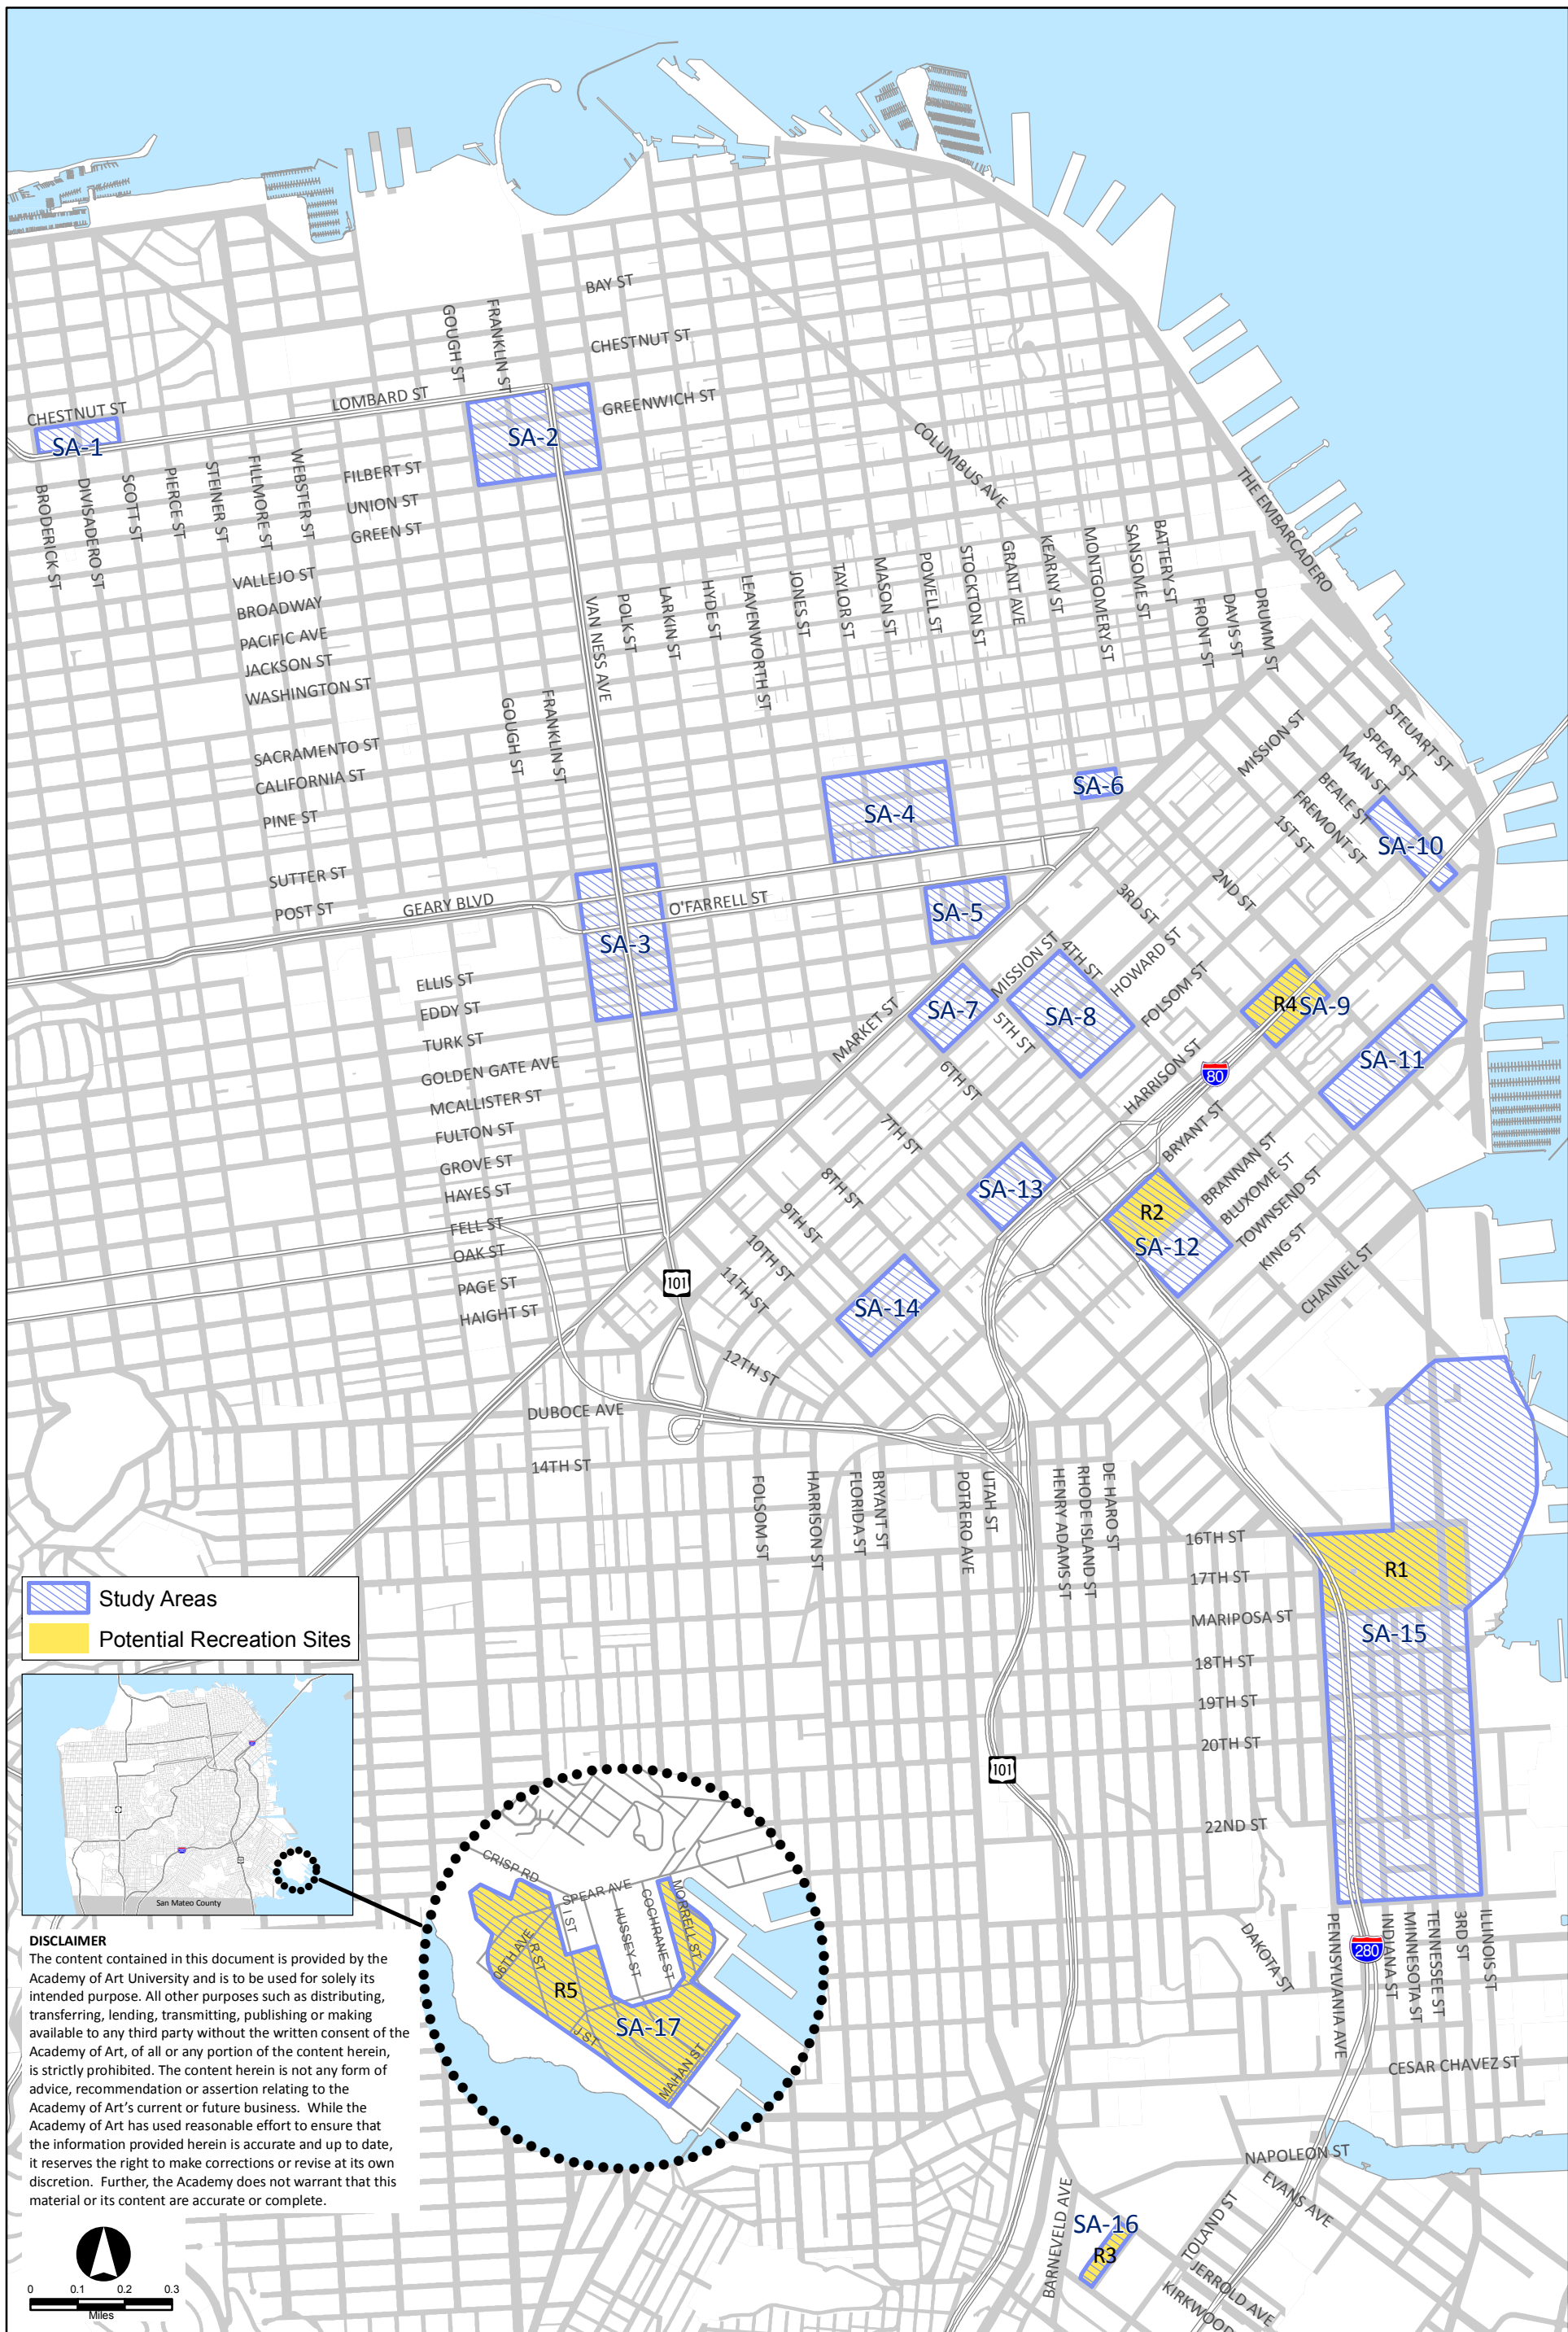 BAY ST
CHESTNUT ST
GREENWICH ST
GOUGH ST
FRANKLIN ST
LOMBARD ST
CHESTNUT ST
SA-1
SA-2
COLUMBUS AVE
THE EMBARCADERO
BRODERICK ST
DIVISADERO ST
SCOTT ST
PIERCE ST
STEINER ST
FILLMORE ST
WEBSTER ST
FILBERT ST
UNION ST
GREEN ST
VALLEJO ST
BROADWAY
PACIFIC AVE
JACKSON ST
WASHINGTON ST
SACRAMENTO ST
CALIFORNIA ST
PINE ST
SUTTER ST
POST ST
GEARY BLVD
O'FARRELL ST
GOUGH ST
FRANKLIN ST
VAN NESS AVE
POLK ST
LARKIN ST
HYDE ST
LEAVENWORTH ST
JONES ST
TAYLOR ST
MASON ST
POWELL ST
STOCKTON ST
GRANT AVE
KEARNY ST
MONTGOMERY ST
SANSOME ST
BATTERY ST
FRONT ST
DAVIS ST
DRUMM ST
MISSION ST
STEUART ST
SPEAR ST
MAIN ST
BEALE ST
FREMONT ST
1ST ST
2ND ST
3RD ST
4TH ST
MISSION ST
HOWARD ST
FOLSOM ST
5TH ST
6TH ST
7TH ST
8TH ST
9TH ST
10TH ST
11TH ST
12TH ST
MARKET ST
HARRISON ST
BRYANT ST
BRANNAN ST
BLUXOME ST
TOWNSEND ST
KING ST
CHANNEL ST
SA-3
SA-4
SA-5
SA-6
SA-7
SA-8
R4
SA-9
SA-10
SA-11
80
R2
SA-12
SA-13
SA-14
ELLIS ST
EDDY ST
TURK ST
GOLDEN GATE AVE
MCALLISTER ST
FULTON ST
GROVE ST
HAYES ST
FELL ST
OAK ST
PAGE ST
HAIGHT ST
101
DUBOCE AVE
14TH ST
FOLSOM ST
HARRISON ST
FLORIDA ST
BRYANT ST
POTRERO AVE
UTAH ST
HENRY ADAMS ST
RHODE ISLAND ST
DE HARO ST
16TH ST
17TH ST
MARIPOSA ST
18TH ST
19TH ST
20TH ST
22ND ST
R1
SA-15
101
280
DAKOTA ST
PENNSYLVANIA AVE
INDIANA ST
MINNESOTA ST
TENNESSEE ST
3RD ST
ILLINOIS ST
CESAR CHAVEZ ST
NAPOLEON ST
EVANS AVE
TOLAND ST
JERROLD AVE
KIRKWOOD
BARNEVELD AVE
SA-16
R3
Study Areas
Potential Recreation Sites
San Mateo County
CRISP RD
SPEAR AVE
S I ST
COCHRANE ST
HUSSEY ST
MORRELL ST
06TH AVE
R ST
J ST
MAHAN ST
R5
SA-17
DISCLAIMER
The content contained in this document is provided by the
Academy of Art University and is to be used for solely its
intended purpose. All other purposes such as distributing,
transferring, lending, transmitting, publishing or making
available to any third party without the written consent of the
Academy of Art, of all or any portion of the content herein,
is strictly prohibited. The content herein is not any form of
advice, recommendation or assertion relating to the
Academy of Art's current or future business. While the
Academy of Art has used reasonable effort to ensure that
the information provided herein is accurate and up to date,
it reserves the right to make corrections or revise at its own
discretion. Further, the Academy does not warrant that this
material or its content are accurate or complete.
0 0.1 0.2 0.3
Miles